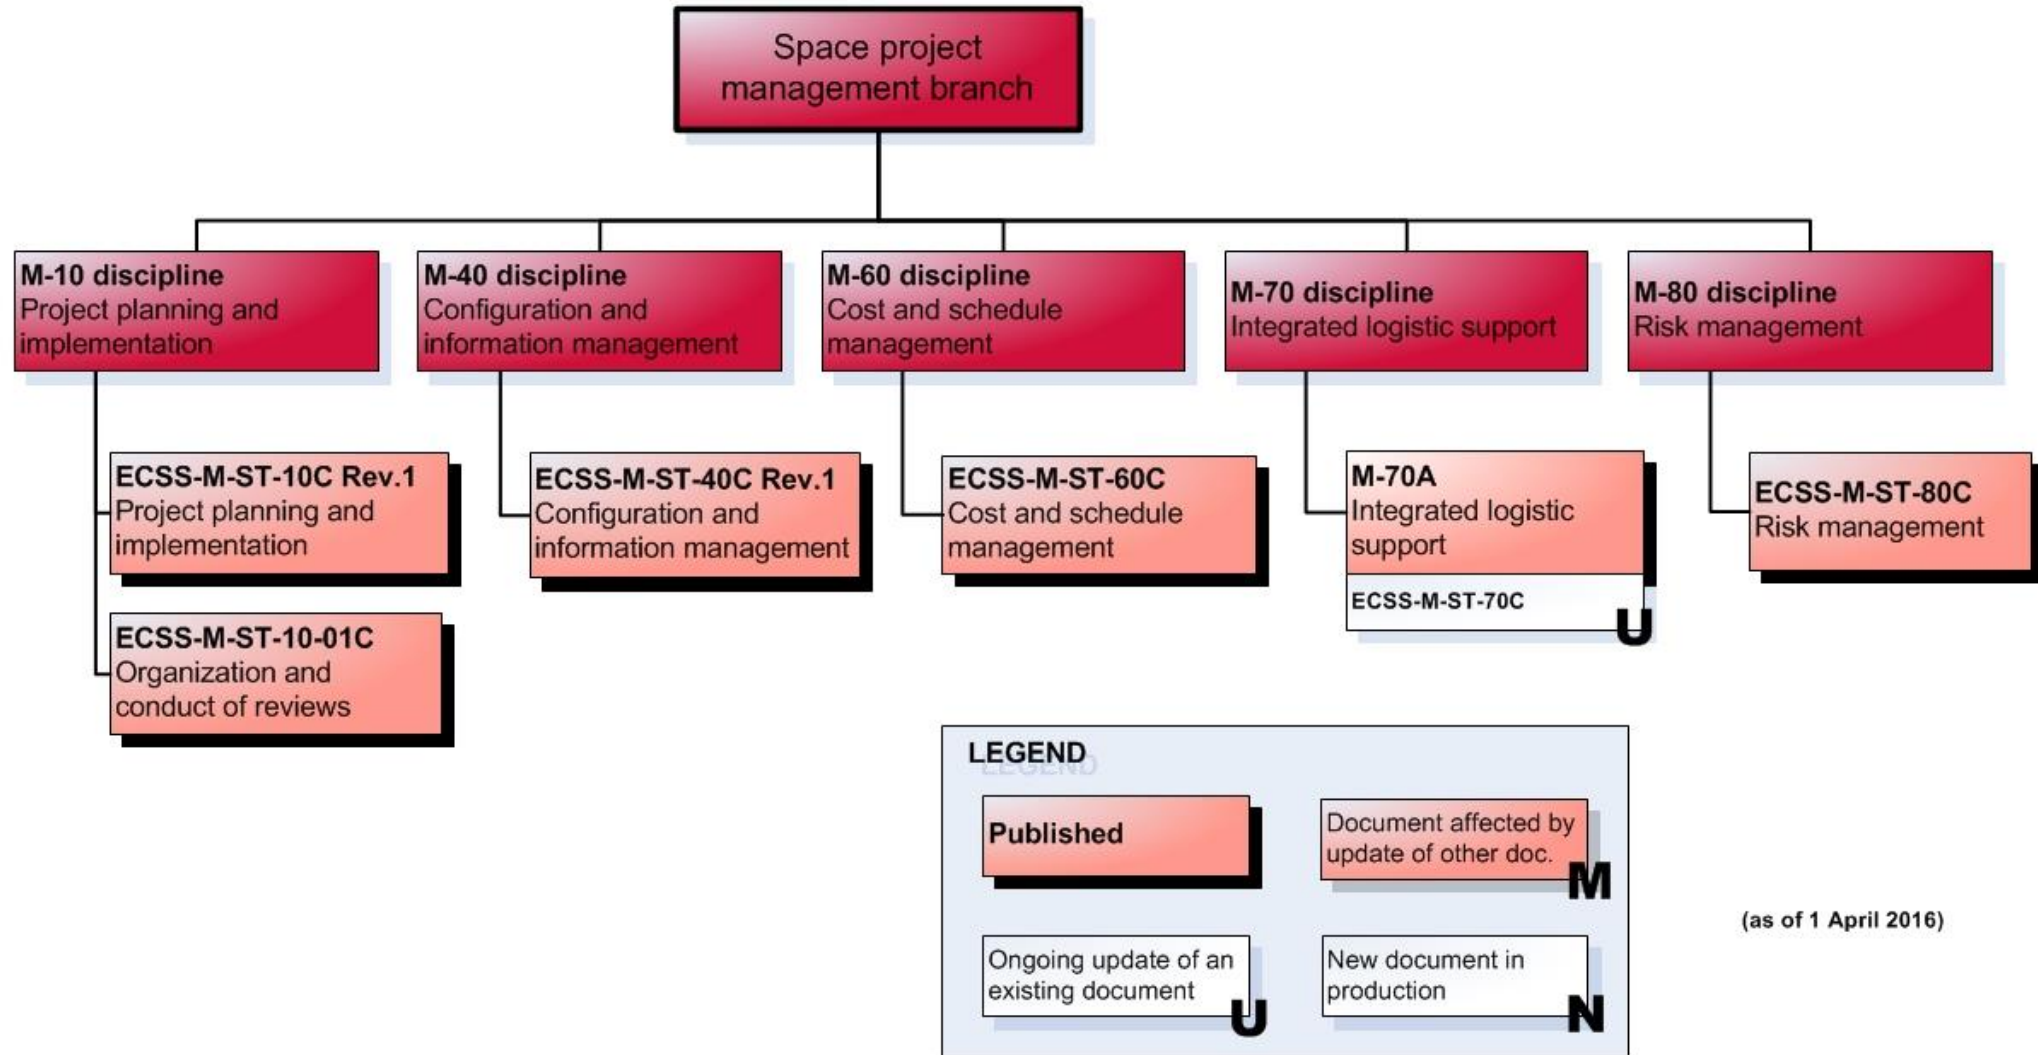 Space project
management branch
M-10 discipline
Project planning and
implementation
M-40 discipline
Configuration and
information management
M-60 discipline
Cost and schedule
management
M-70 discipline
Integrated logistic support
M-80 discipline
Risk management
ECSS-M-ST-10C Rev.1
Project planning and
implementation
ECSS-M-ST-10-01C
Organization and
conduct of reviews
ECSS-M-ST-40C Rev.1
Configuration and
information management
ECSS-M-ST-60C
Cost and schedule
management
M-70A
Integrated logistic
support
ECSS-M-ST-70C
U
ECSS-M-ST-80C
Risk management
LEGEND
Published
Document affected by
update of other doc.
M
Ongoing update of an
existing document
U
New document in
production
N
(as of 1 April 2016)